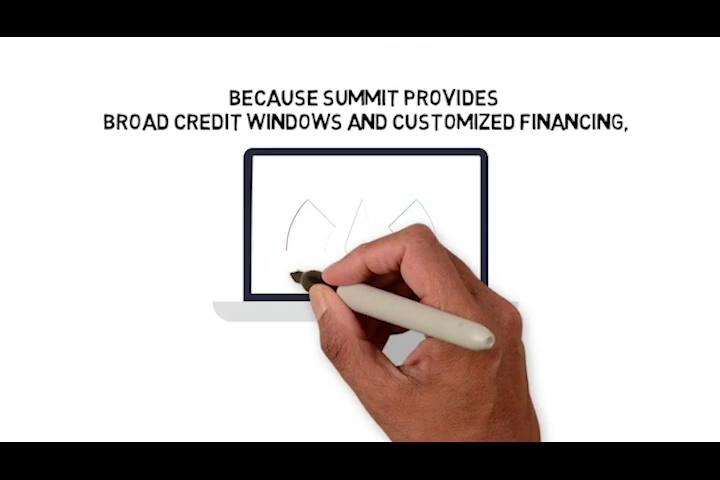 BECAUSE SUMMIT PROVIDES
BROAD CREDIT WINDOWS AND CUSTOMIZED FINANCING,